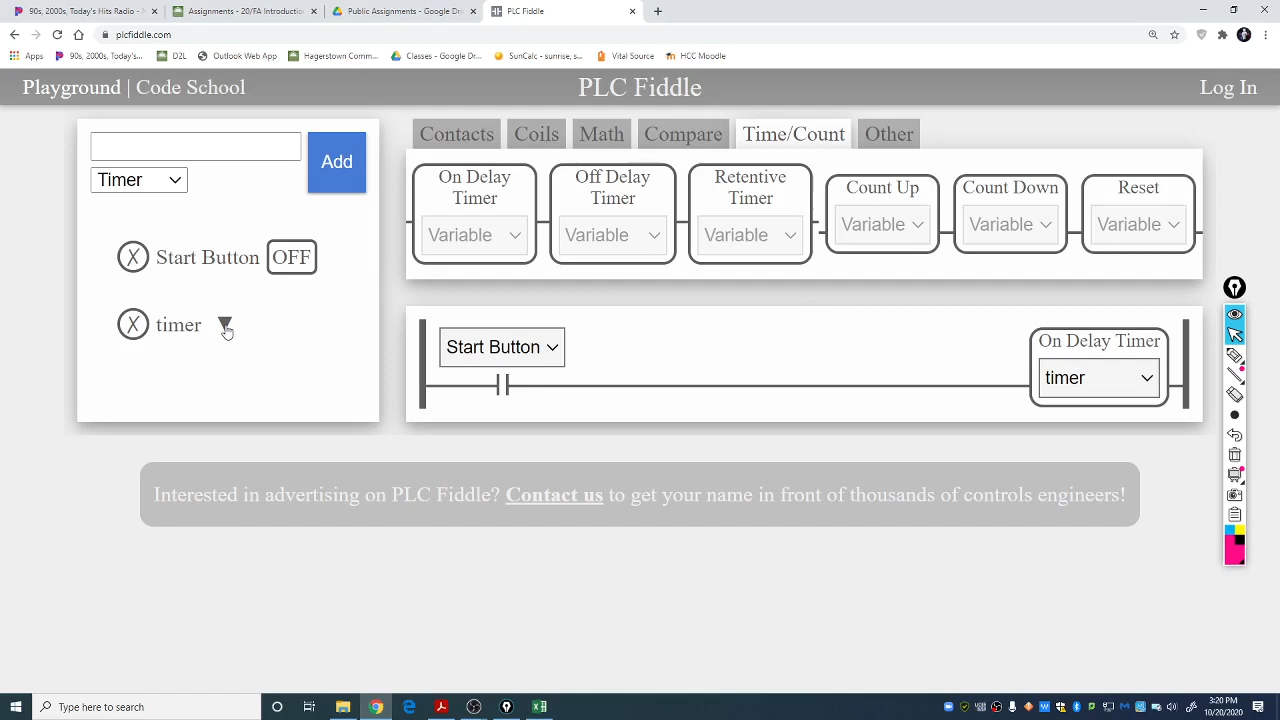 90s, 2000s, Today's Hits Radio - M
Assignments - 20/FA Introduction
Public Assignments - Google Dri
PLC Fiddle
plcfiddle.com
Apps
90s, 2000s, Today's...
D2L
Outlook Web App
Hagerstown Comm...
Classes - Google Dr...
SunCalc - sunrise, s...
Vital Source
HCC Moodle
Playground | Code School
PLC Fiddle
Log In
Add
Timer
Contacts
Coils
Math
Compare
Time/Count
Other
On Delay
Timer
Variable
Off Delay
Timer
Variable
Retentive
Timer
Variable
Count Up
Variable
Count Down
Variable
Reset
Variable
X Start Button OFF
X timer
Start Button
On Delay Timer
timer
Interested in advertising on PLC Fiddle? Contact us to get your name in front of thousands of controls engineers!
Type here to search
3:20 PM
10/20/2020